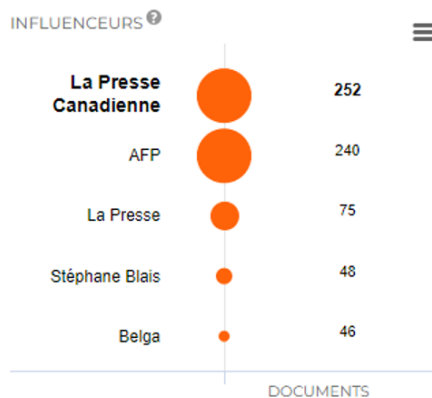 INFLUENCEURS ?
La Presse
Canadienne
252
AFP
240
La Presse
75
Stéphane Blais
48
Belga
46
DOCUMENTS